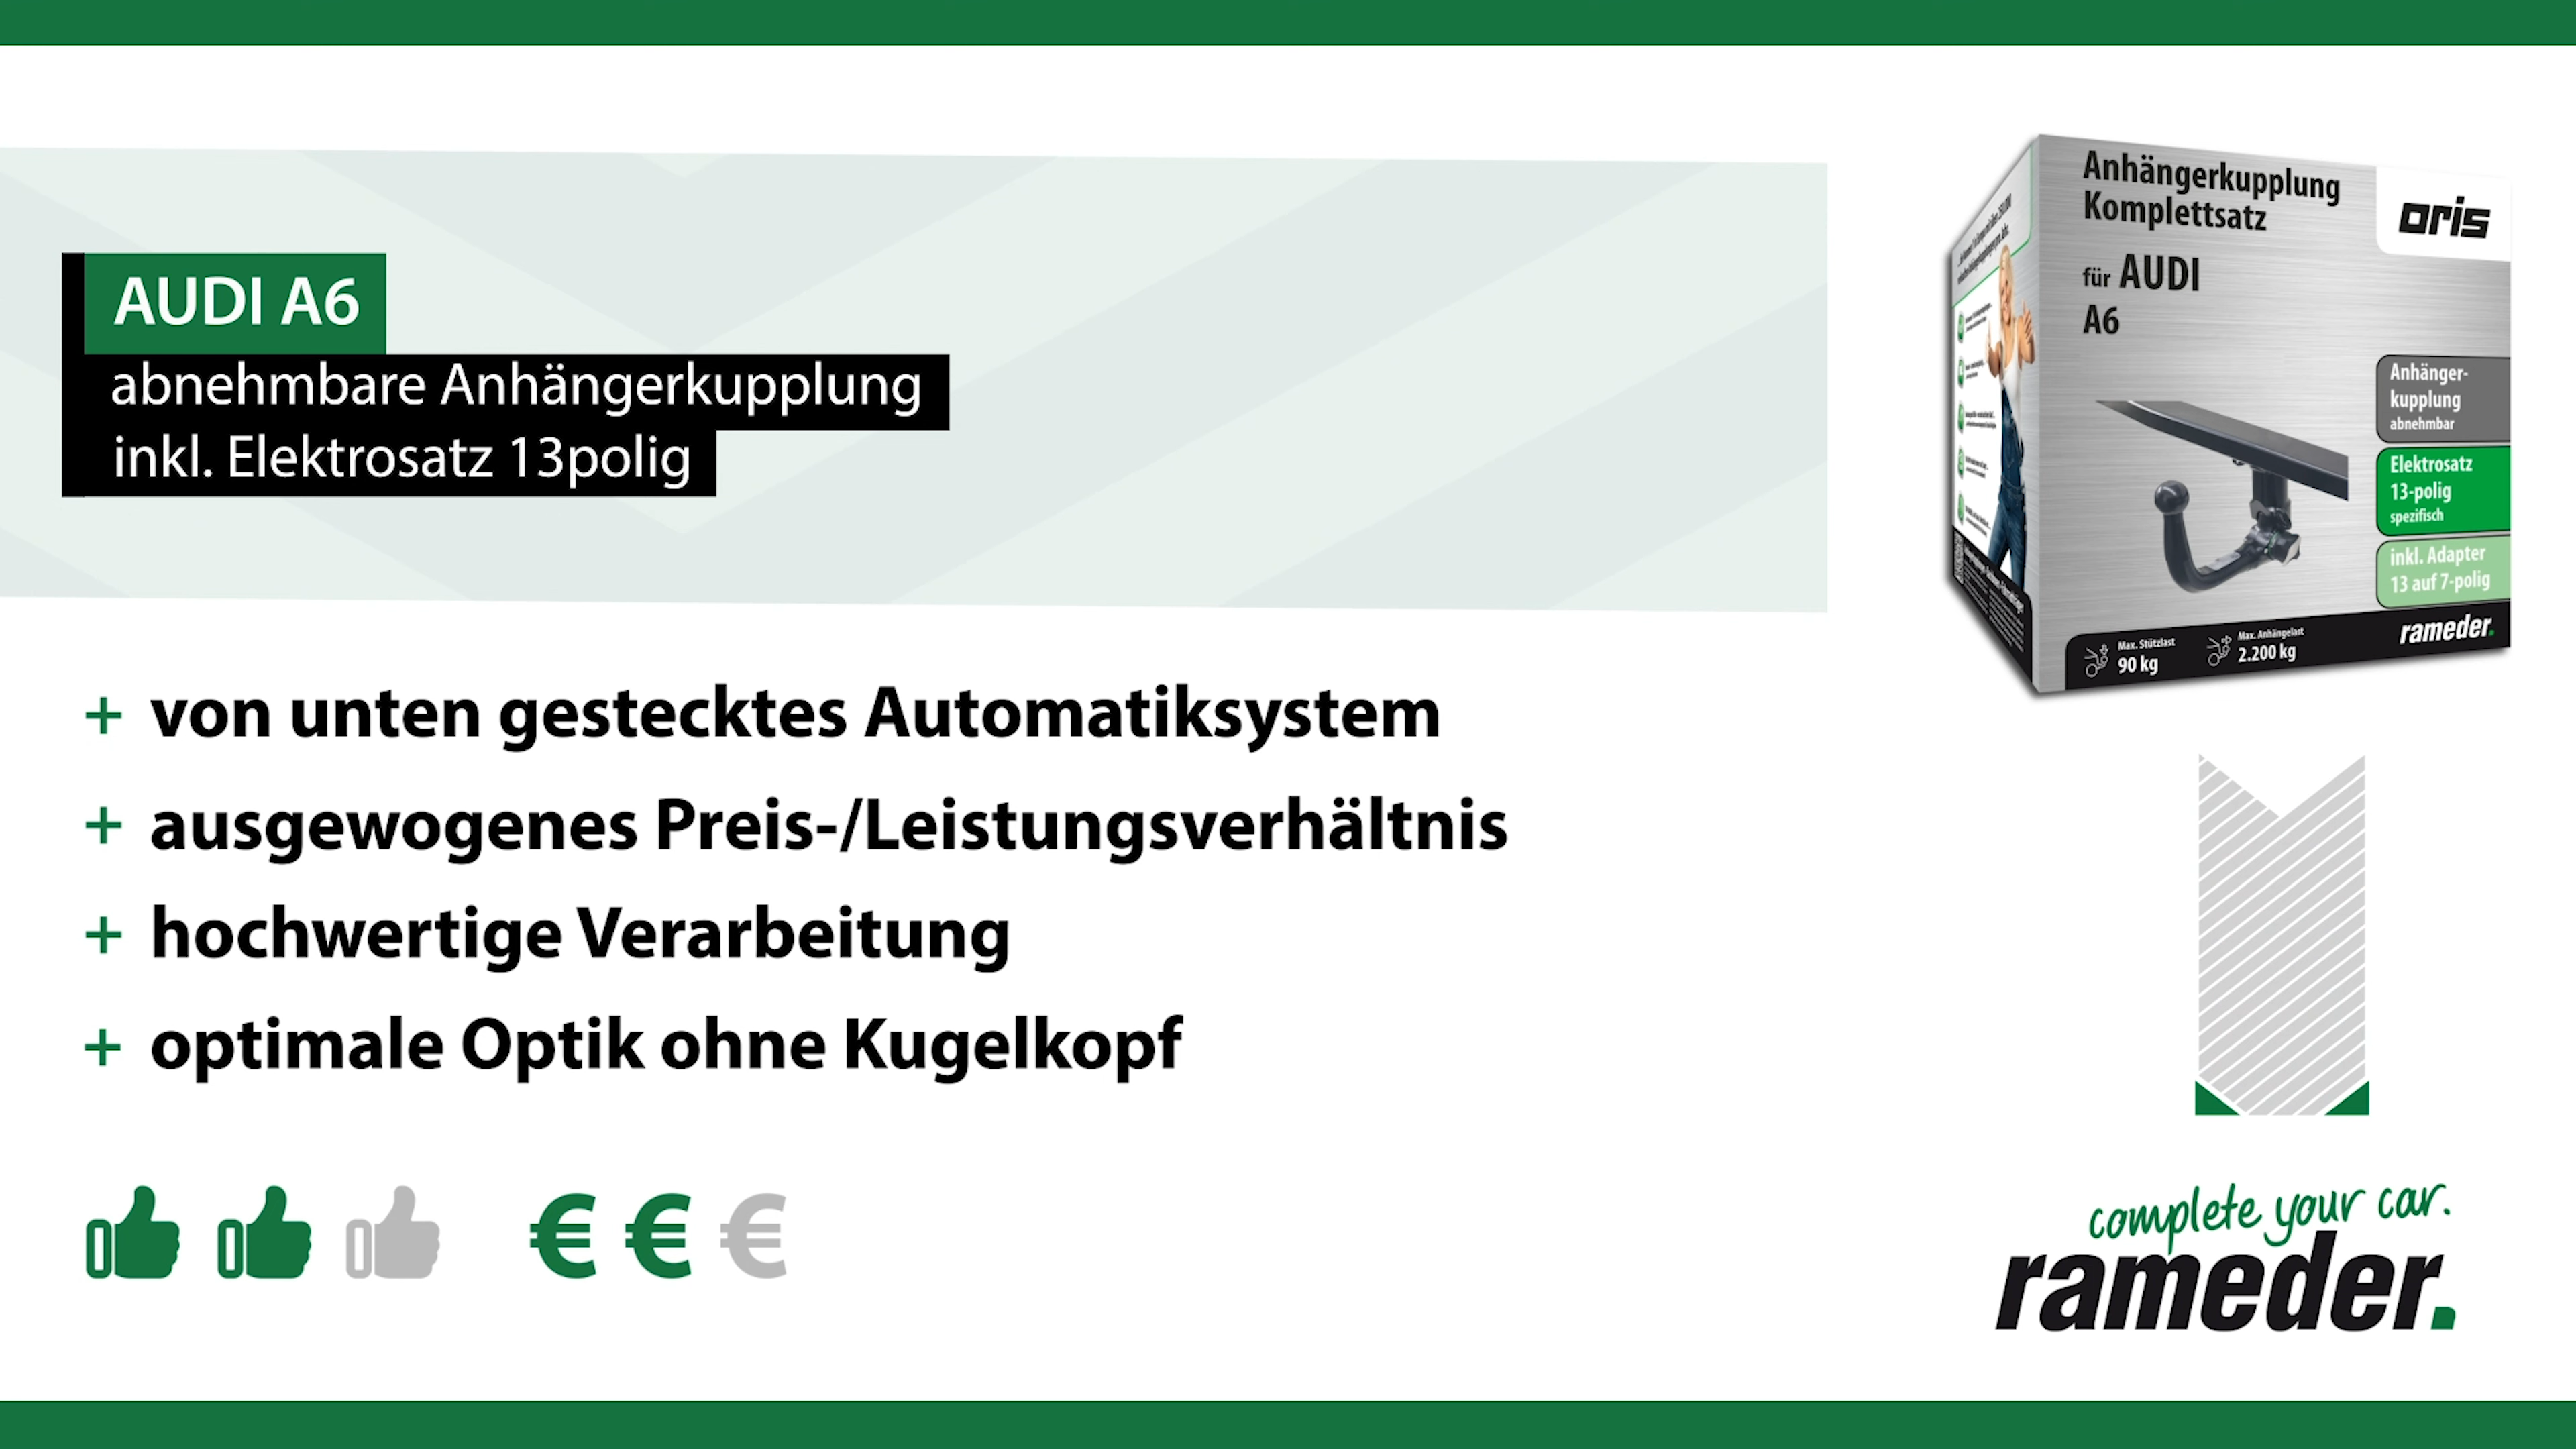 AUDI A6
abnehmbare Anhängerkupplung
inkl. Elektrosatz 13polig
+ von unten gestecktes Automatiksystem
+ ausgewogenes Preis-/Leistungsverhältnis
+ hochwertige Verarbeitung
+ optimale Optik ohne Kugelkopf
€ € €
Anhängerkupplung
Komplettsatz
oris
für AUDI
A6
Anhänger-
kupplung
abnehmbar
Elektrosatz
13-polig
spezifisch
inkl. Adapter
13 auf 7-polig
Max. Stützlast
90 kg
Max. Anhängelast
2.200 kg
rameder.
complete your car.
rameder.